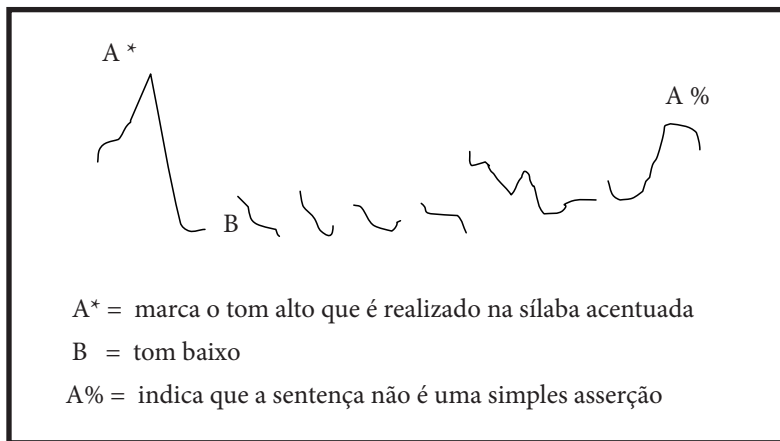 A *
A %
B
A* = marca o tom alto que é realizado na sílaba acentuada
B = tom baixo
A% = indica que a sentença não é uma simples asserção